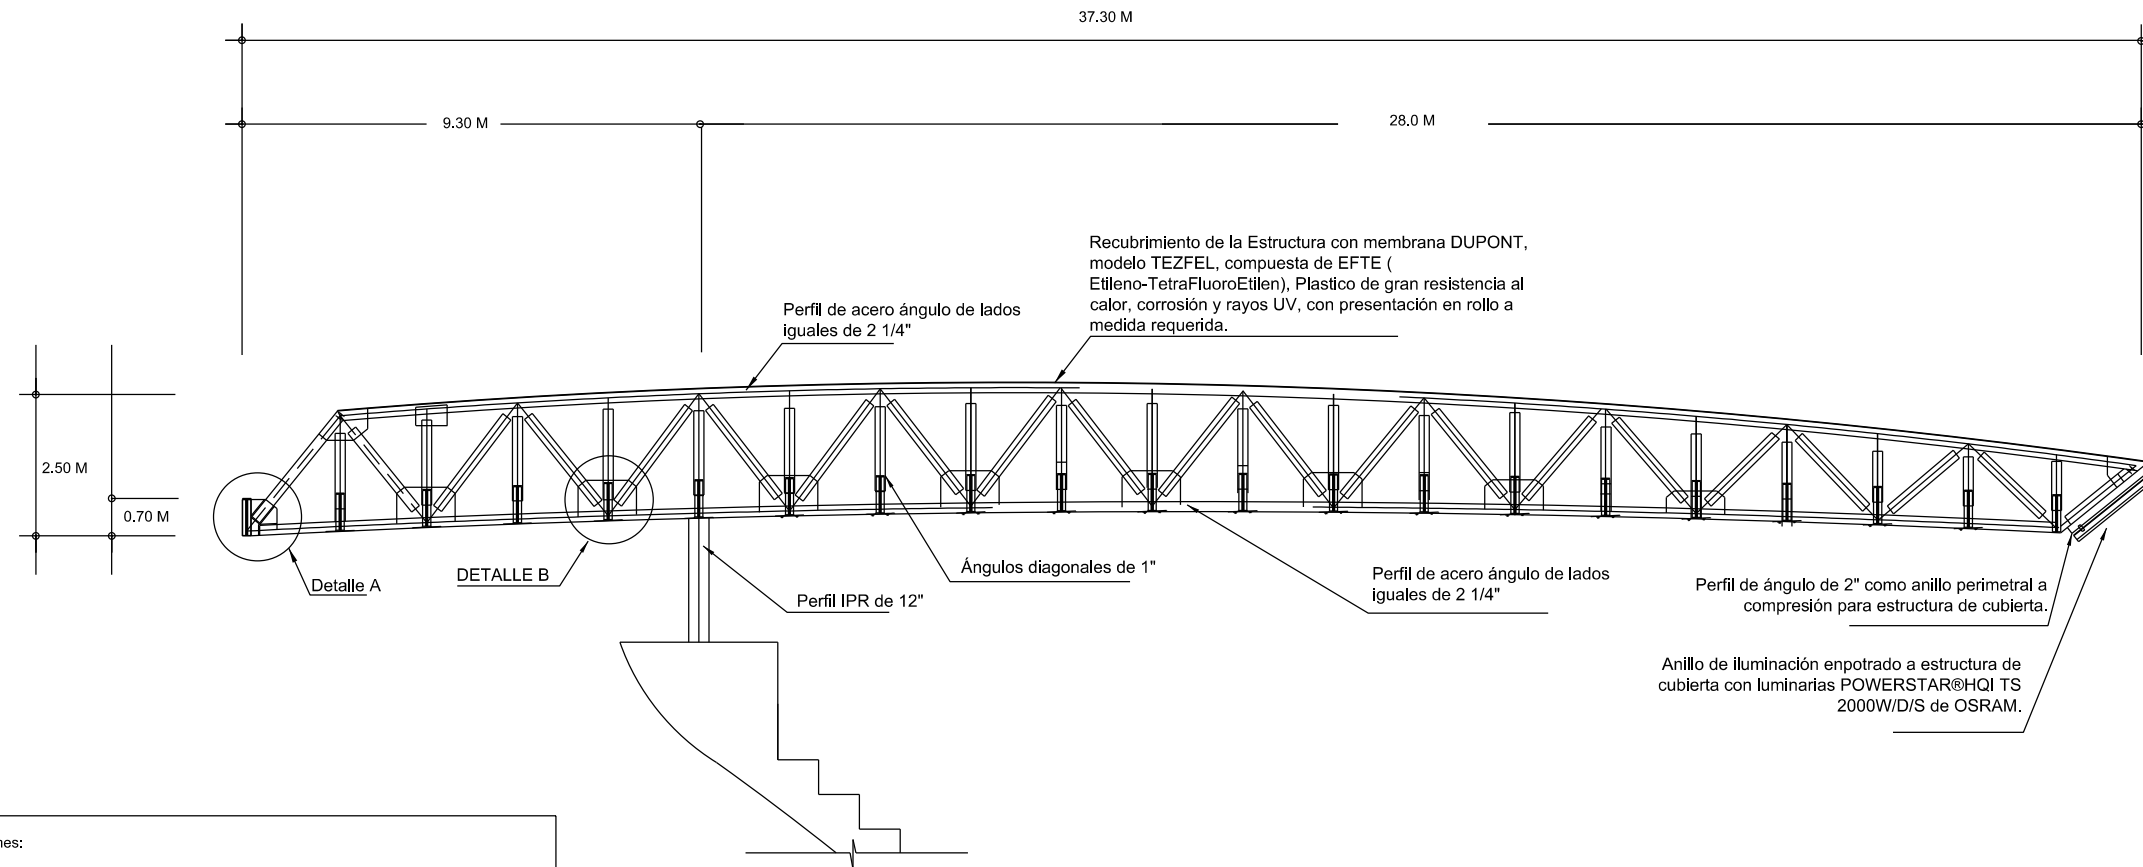 37.30 M
9.30 M
28.0 M
Recubrimiento de la Estructura con membrana DUPONT,
modelo TEZFEL, compuesta de EFTE (
Etileno-TetraFluoroEtilen), Plastico de gran resistencia al
calor, corrosión y rayos UV, con presentación en rollo a
medida requerida.
Perfil de acero ángulo de lados
iguales de 2 1/4"
2.50 M
0.70 M
Detalle A
DETALLE B
Perfil IPR de 12"
Ángulos diagonales de 1"
Perfil de acero ángulo de lados
iguales de 2 1/4"
Perfil de ángulo de 2" como anillo perimetral a
compresión para estructura de cubierta.
Anillo de iluminación enpotrado a estructura de
cubierta con luminarias POWERSTAR®HQI TS
2000W/D/S de OSRAM.